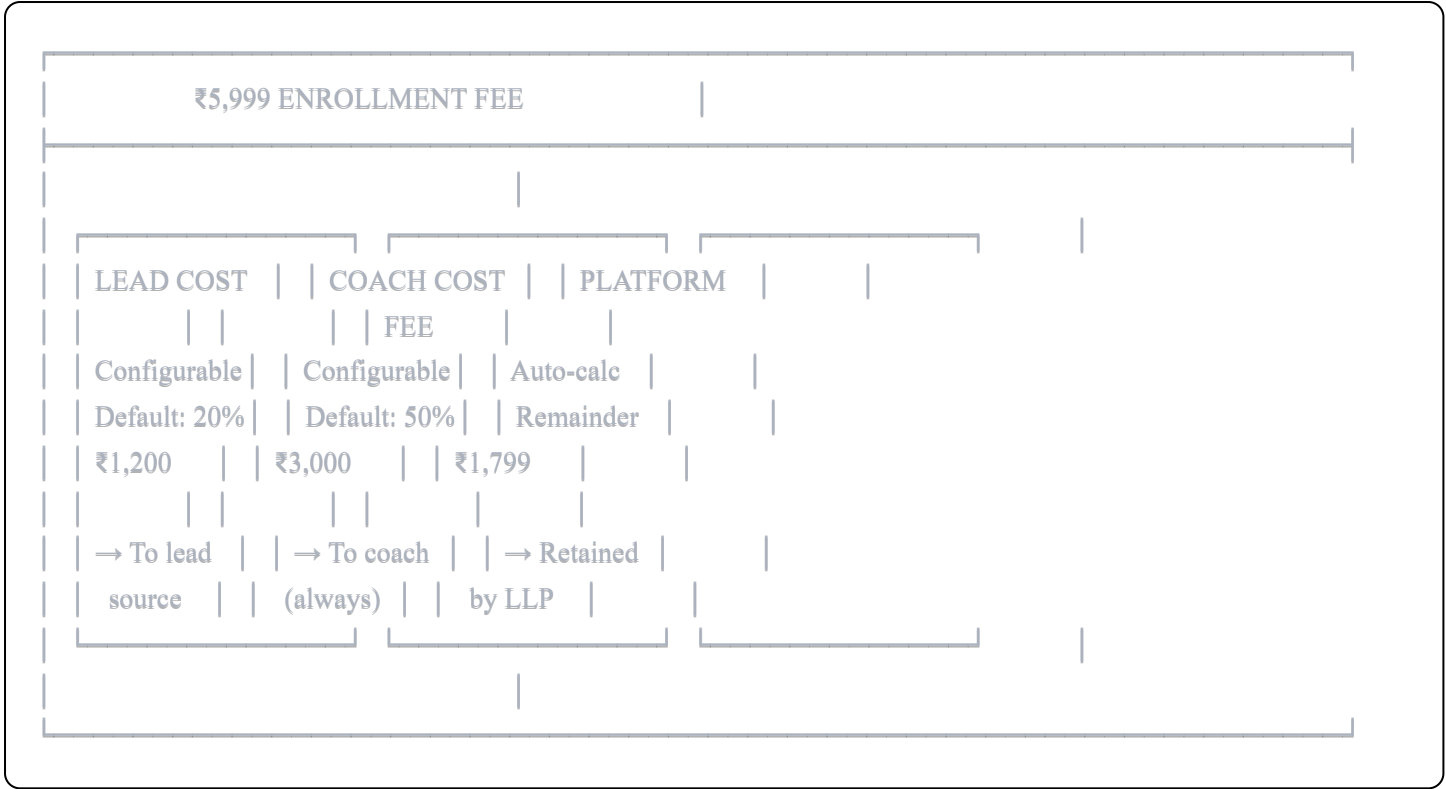 ₹5,999 ENROLLMENT FEE
LEAD COST COACH COST PLATFORM
FEE
Configurable Configurable Auto-calc
Default: 20% Default: 50% Remainder
₹1,200 ₹3,000 ₹1,799
→ To lead → To coach → Retained
source (always) by LLP